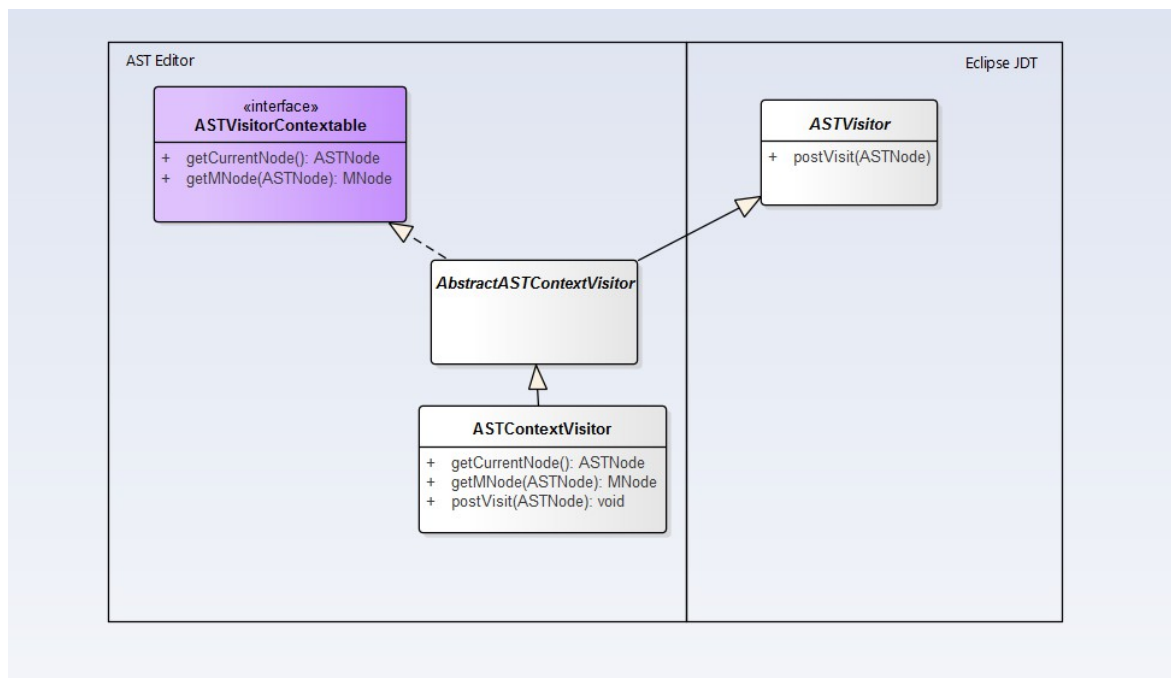 AST Editor
Eclipse JDT
«interface»
ASTVisitorContextable
+ getCurrentNode(): ASTNode
+ getMNode(ASTNode): MNode
ASTVisitor
+ postVisit(ASTNode)
AbstractASTContextVisitor
ASTContextVisitor
+ getCurrentNode(): ASTNode
+ getMNode(ASTNode): MNode
+ postVisit(ASTNode): void